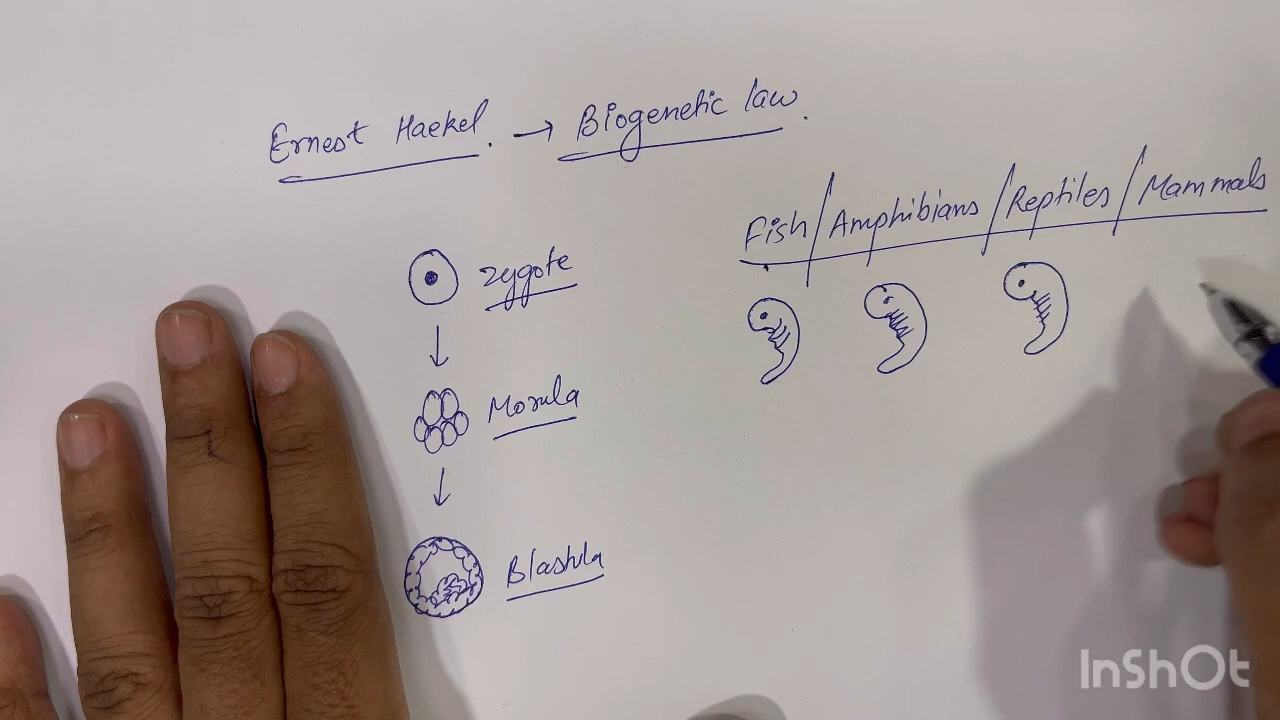 Ernest Haekel. → Biogenetic law.
Fish/Amphibians/Reptiles/Mammals
Zygote
↓
Morula
↓
Blastula
InShOt